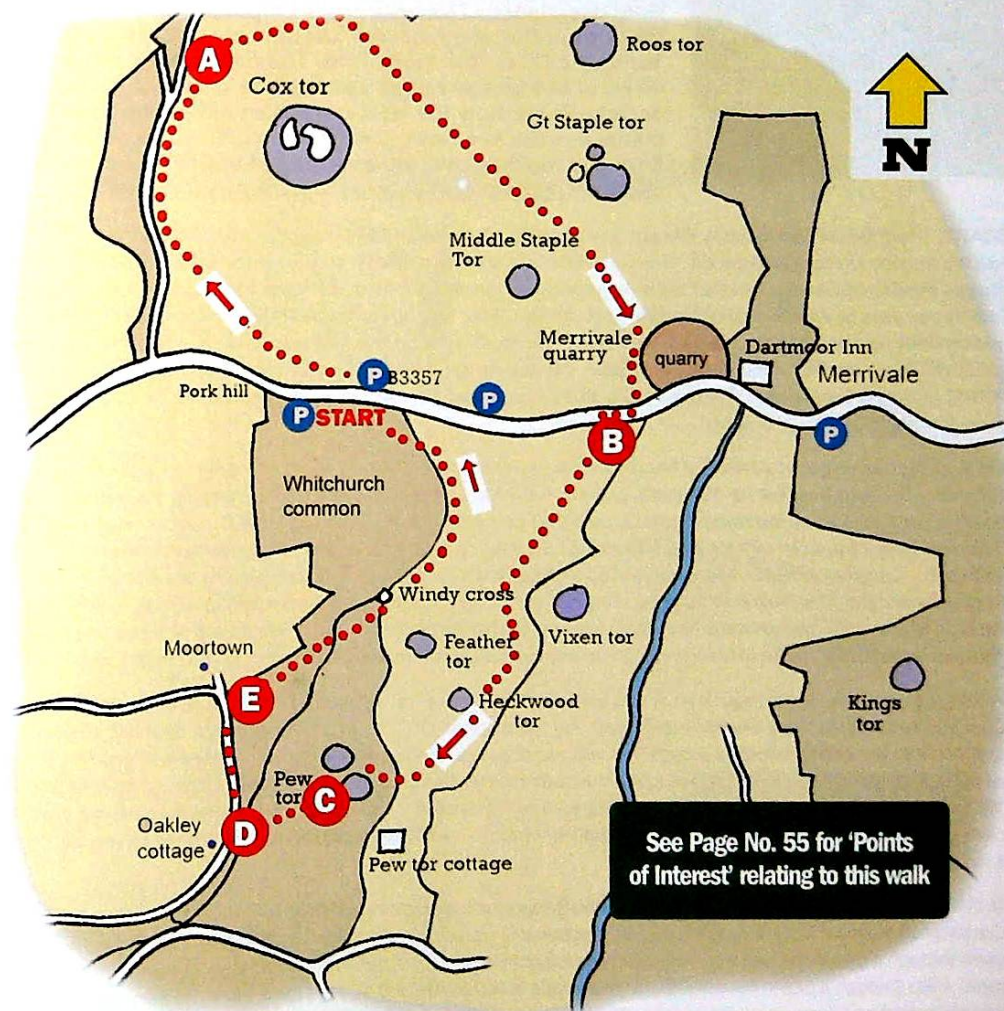 A
Cox tor
Roos tor
N
Gt Staple tor
Middle Staple
Tor
Merrivale
quarry
quarry
Dartmoor Inn
Merrivale
P B3357
Pork hill
P START
P
P
B
Whitchurch
common
Windy cross
Vixen tor
Feather
tor
Moortown
E
Heckwood
tor
Kings
tor
Pew
tor
C
D
Oakley
cottage
Pew tor cottage
See Page No. 55 for ‘Points
of Interest’ relating to this walk